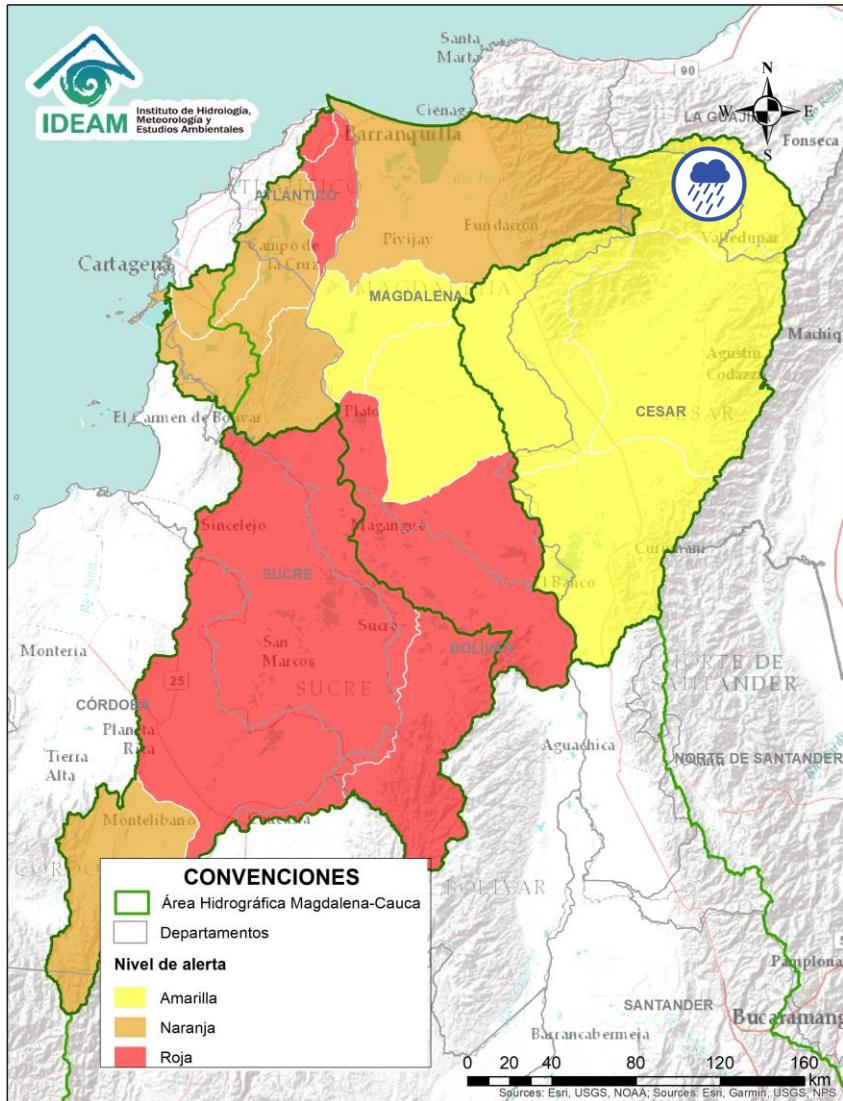 IDEAM
Instituto de Hidrología,
Meteorología y
Estudios Ambientales
Santa
Marta
90
N
W
E
S
LA GUAJIRA
Ciénaga
Fonseca
Barranquilla
ATLÁNTICO
Campo de
la Cruz
Pivijay
Fundación
Valledupar
Cartagena
MAGDALENA
Agustín
Codazzi
CESAR
El Carmen de Bolívar
Plato
Sincelejo
Magangué
SUCRE
El Banco
Montería
Sucre
San
Marcos
BOLÍVAR
SUCRE
25
NORTE DE
SANTANDER
CÓRDOBA
Planeta
Rica
Tierra
Alta
Aguachica
NORTE DE SANTANDER
Montelíbano
BOLÍVAR
CONVENCIONES
Área Hidrográfica Magdalena-Cauca
Departamentos
Nivel de alerta
Amarilla
Naranja
Roja
Pamplona
SANTANDER
Bucaramang
Barrancabermeja
0 20 40 80 120 160
km
Sources: Esri, USGS, NOAA; Sources: Esri, Garmin, USGS, NPS